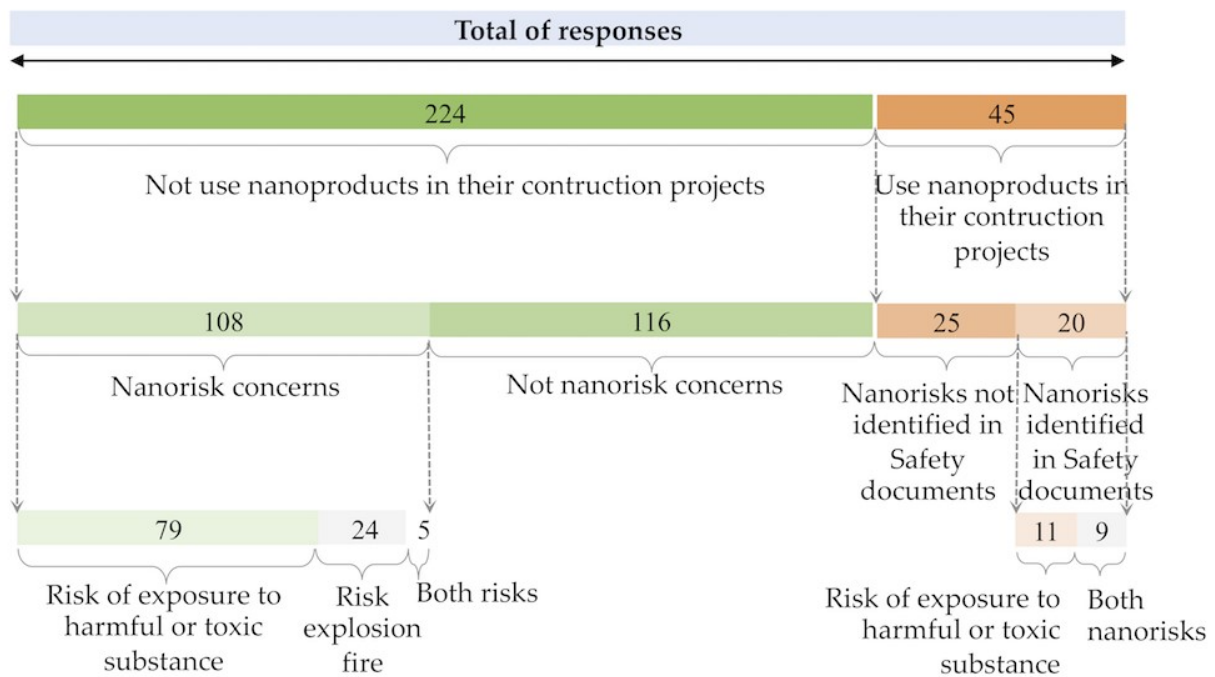 Total of responses
224
45
Not use nanoproducts in their contruction projects
Use nanoproducts in
their contruction
projects
108
116
25
20
Nanorisk concerns
Not nanorisk concerns
Nanorisks not
identified in
Safety
documents
Nanorisks
identified
in Safety
documents
79
24
5
11
9
Risk of exposure to
harmful or toxic
substance
Risk
explosion
fire
Both risks
Risk of exposure to
harmful or toxic
substance
Both
nanorisks